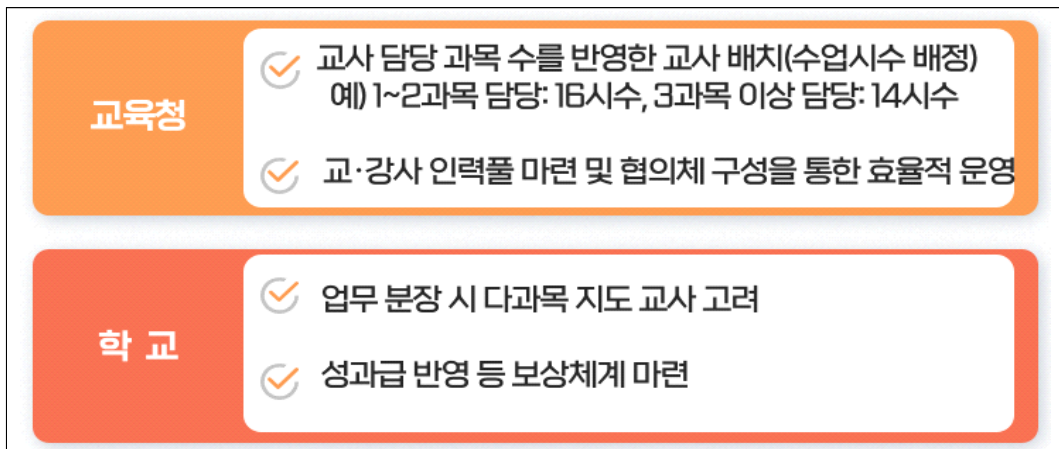 교육청
교사 담당 과목 수를 반영한 교사 배치(수업시수 배정)
예) 1~2과목 담당: 16시수, 3과목 이상 담당: 14시수
교·강사 인력풀 마련 및 협의체 구성을 통한 효율적 운영
학 교
업무 분장 시 다과목 지도 교사 고려
성과급 반영 등 보상체계 마련